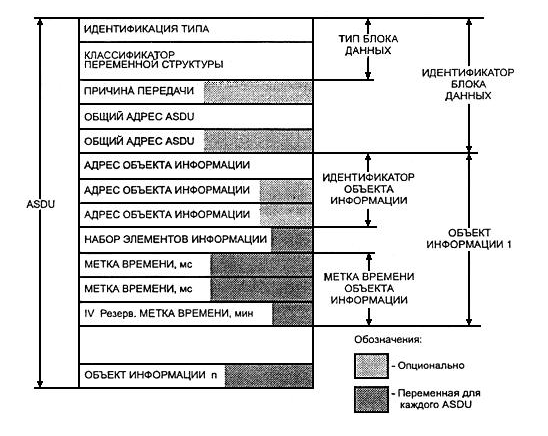 ИДЕНТИФИКАЦИЯ ТИПА
КЛАССИФИКАТОР
ПЕРЕМЕННОЙ СТРУКТУРЫ
ПРИЧИНА ПЕРЕДАЧИ
ОБЩИЙ АДРЕС ASDU
ОБЩИЙ АДРЕС ASDU
АДРЕС ОБЪЕКТА ИНФОРМАЦИИ
АДРЕС ОБЪЕКТА ИНФОРМАЦИИ
АДРЕС ОБЪЕКТА ИНФОРМАЦИИ
НАБОР ЭЛЕМЕНТОВ ИНФОРМАЦИИ
МЕТКА ВРЕМЕНИ, мс
МЕТКА ВРЕМЕНИ, мс
IV Резерв. МЕТКА ВРЕМЕНИ, мин
ОБЪЕКТ ИНФОРМАЦИИ n
ASDU
ТИП БЛОКА
ДАННЫХ
ИДЕНТИФИКАТОР
БЛОКА
ДАННЫХ
ИДЕНТИФИКАТОР
ОБЪЕКТА
ИНФОРМАЦИИ
ОБЪЕКТ
ИНФОРМАЦИИ 1
МЕТКА ВРЕМЕНИ
ОБЪЕКТА
ИНФОРМАЦИИ
Обозначения:
- Опционально
- Переменная для
каждого ASDU